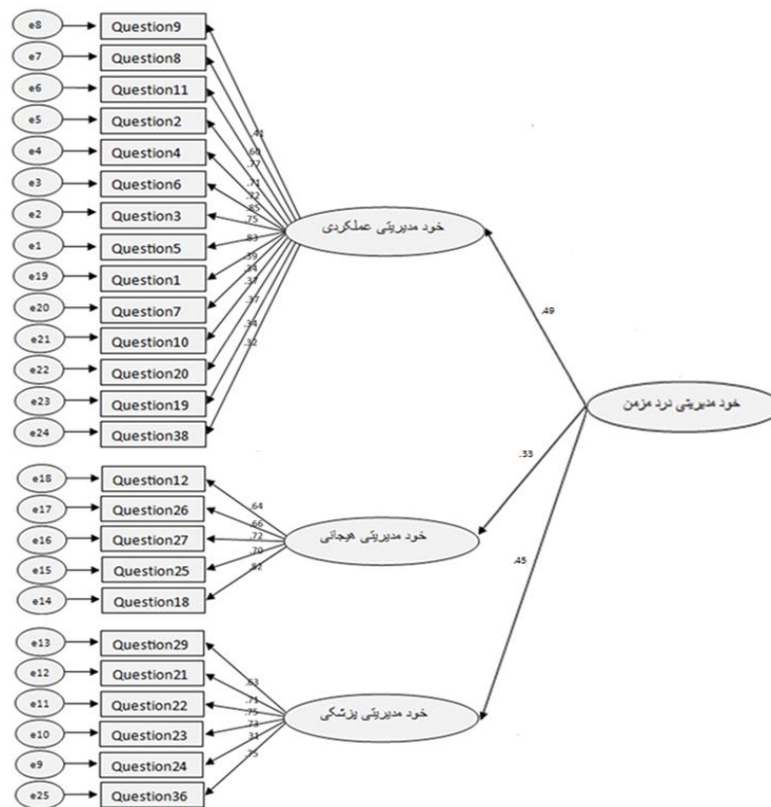 e8 Question9
e7 Question8
e6 Question11
e5 Question2
e4 Question4
e3 Question6
e2 Question3
e1 Question5
e19 Question1
e20 Question7
e21 Question10
e22 Question20
e23 Question19
e24 Question38
.41
.60
.77
.71
.72
.85
.75
.83
.39
.34
.37
.37
.34
.32
خود مدیریتی عملکردی
.49
خود مدیریتی درد مزمن
.33
.45
e18 Question12
e17 Question26
e16 Question27
e15 Question25
e14 Question18
.64
.66
.72
.70
.82
خود مدیریتی هیجانی
e13 Question29
e12 Question21
e11 Question22
e10 Question23
e9 Question24
e25 Question36
.63
.71
.75
.73
.31
.75
خود مدیریتی پزشکی